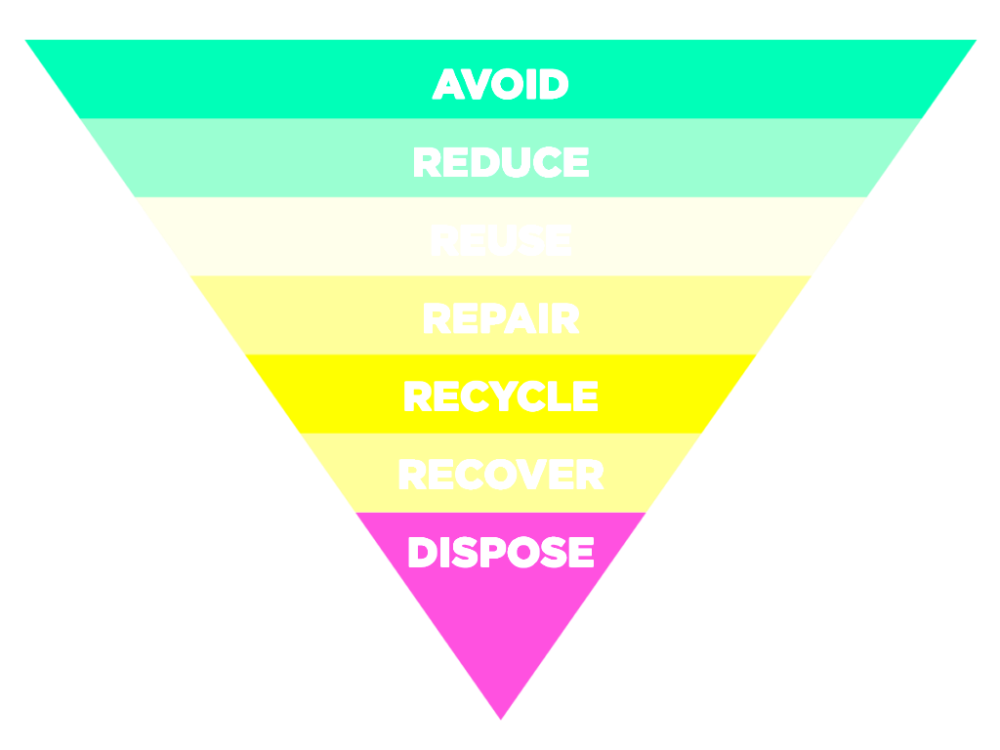 AVOID
REDUCE
REUSE
REPAIR
RECYCLE
RECOVER
DISPOSE